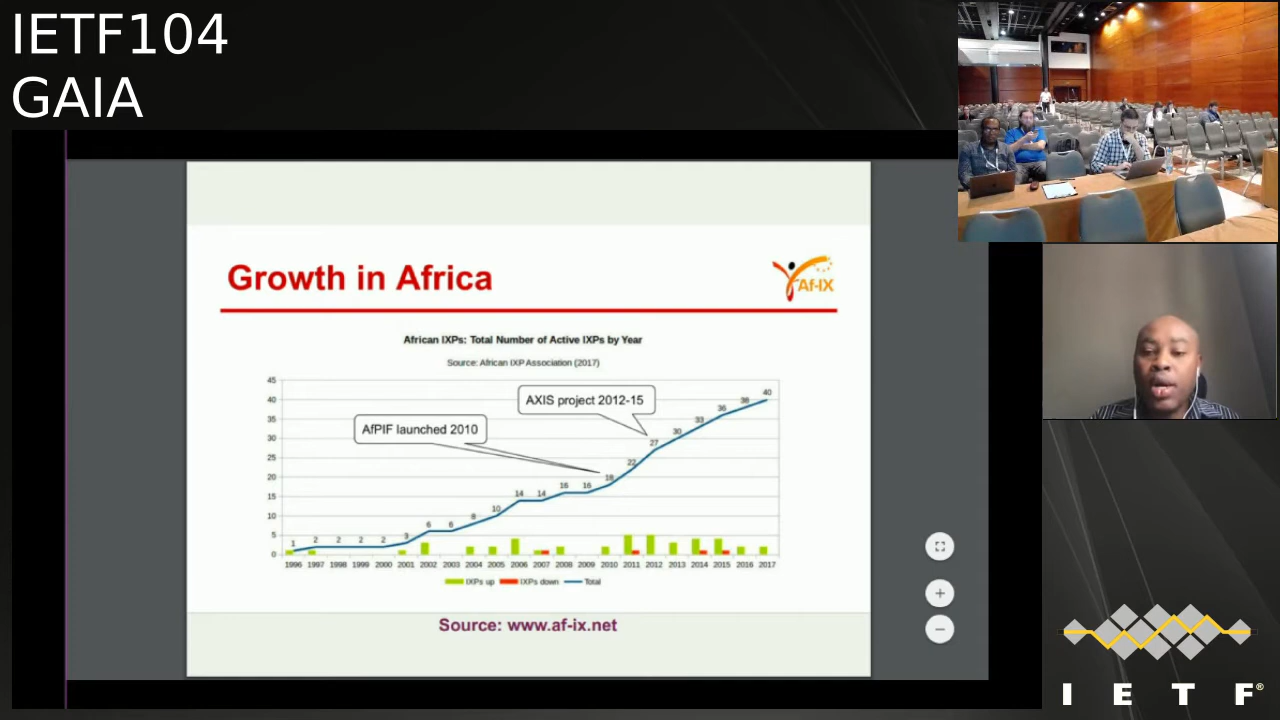 IETF104
GAIA
Growth in Africa
Af-IX
African IXPs: Total Number of Active IXPs by Year
Source: African IXP Association (2017)
45
40
35
30
25
20
15
10
5
0
AfPIF launched 2010
AXIS project 2012-15
1 2 2 2 2 3 6 6 8 10 14 14 16 16 18 22 27 30 33 36 38 40
1996 1997 1998 1999 2000 2001 2002 2003 2004 2005 2006 2007 2008 2009 2010 2011 2012 2013 2014 2015 2016 2017
IXPs up IXPs down Total
Source: www.af-ix.net
I E T F®